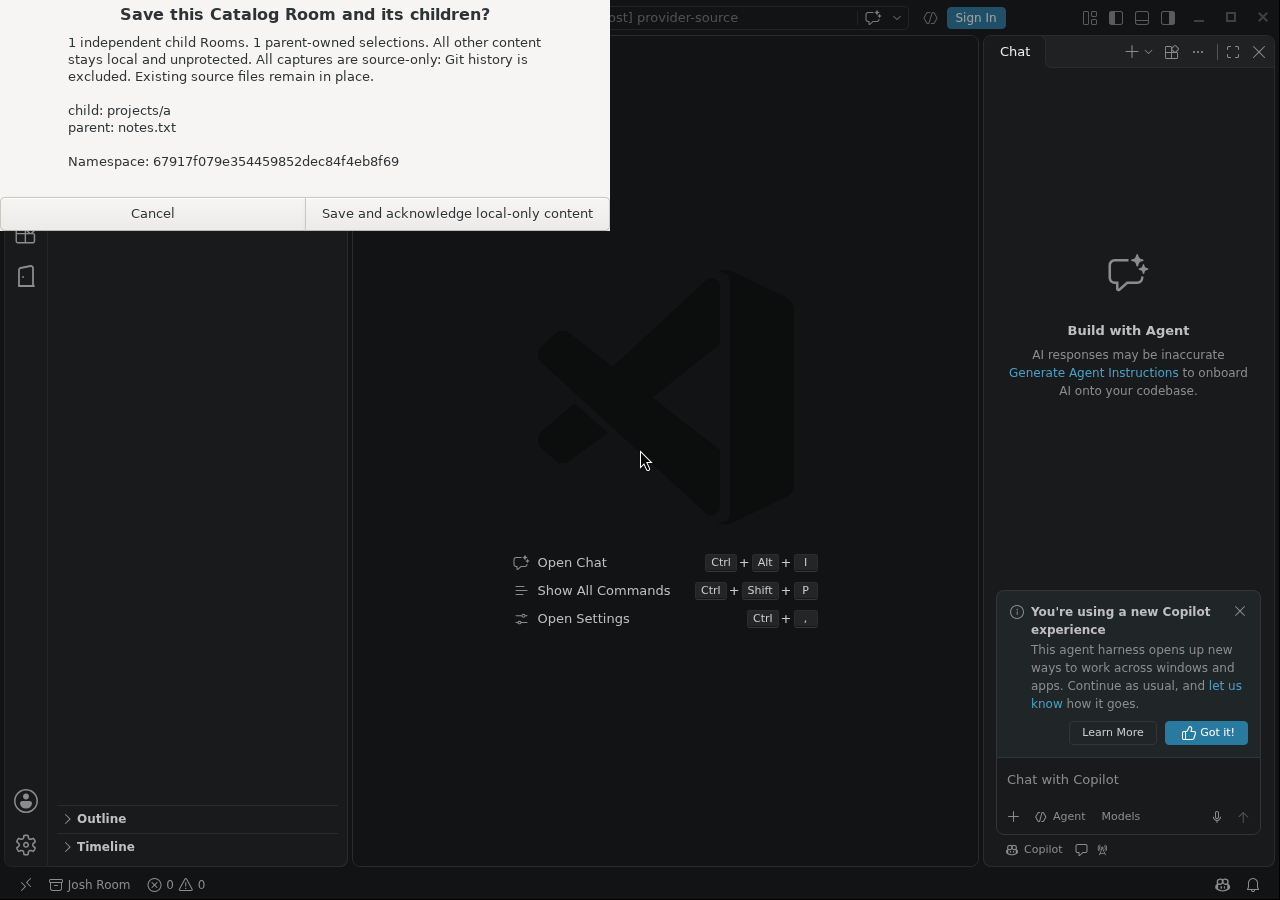 Save this Catalog Room and its children?
1 independent child Rooms. 1 parent-owned selections. All other content
stays local and unprotected. All captures are source-only: Git history is
excluded. Existing source files remain in place.
child: projects/a
parent: notes.txt
Namespace: 67917f079e354459852dec84f4eb8f69
Cancel
Save and acknowledge local-only content
ost] provider-source
Sign In
Chat
Build with Agent
AI responses may be inaccurate
Generate Agent Instructions to onboard
AI onto your codebase.
Open Chat Ctrl + Alt + I
Show All Commands Ctrl + Shift + P
Open Settings Ctrl + ,
You're using a new Copilot
experience
This agent harness opens up new
ways to work across windows and
apps. Continue as usual, and let us
know how it goes.
Learn More
Got it!
Chat with Copilot
Agent
Models
Copilot
Outline
Timeline
Josh Room
0
0